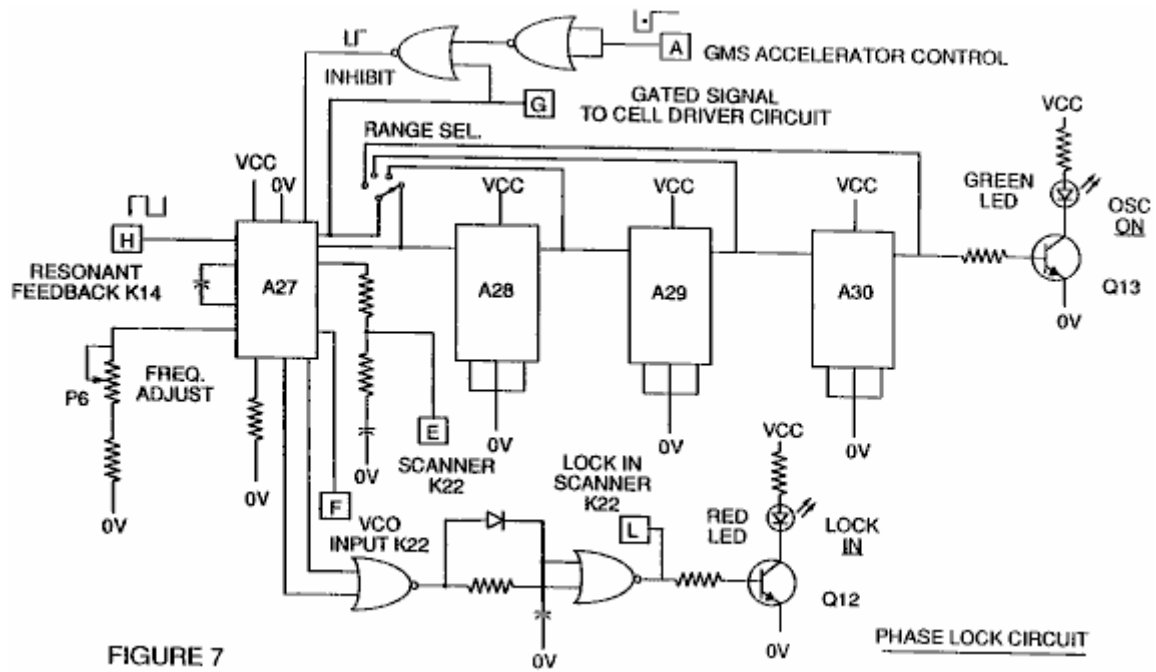 A
GMS ACCELERATOR CONTROL
INHIBIT
G
GATED SIGNAL
TO CELL DRIVER CIRCUIT
RANGE SEL.
VCC
VCC
0V
VCC
VCC
VCC
GREEN
LED
OSC
ON
H
RESONANT
FEEDBACK K14
A27
A28
A29
A30
Q13
0V
P6
FREQ.
ADJUST
E
SCANNER
K22
0V
0V
0V
0V
0V
0V
F
VCO
INPUT K22
LOCK IN
SCANNER
K22
L
VCC
RED
LED
LOCK
IN
Q12
0V
0V
FIGURE 7
PHASE LOCK CIRCUIT